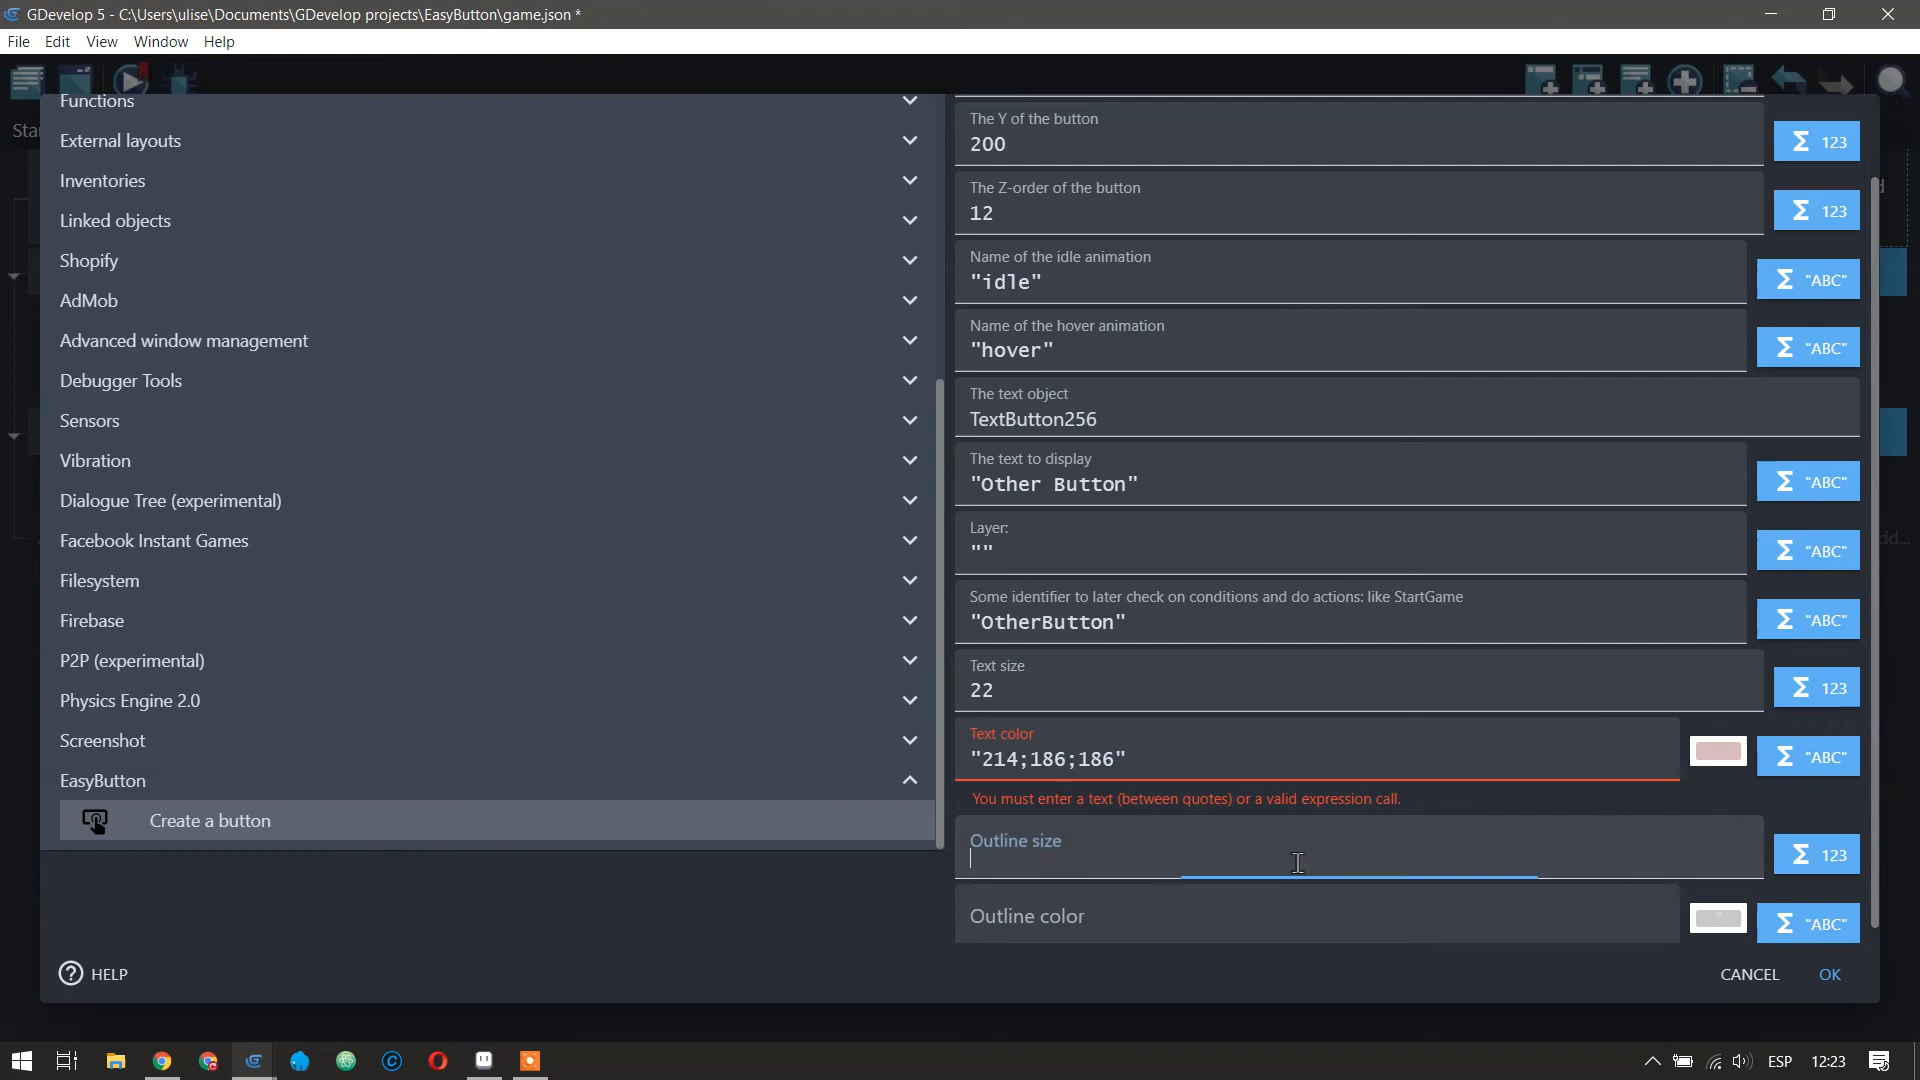 GDevelop 5 - C:\Users\ulise\Documents\GDevelop projects\EasyButton\game.json *
File Edit View Window Help
Functions
External layouts
Inventories
Linked objects
Shopify
AdMob
Advanced window management
Debugger Tools
Sensors
Vibration
Dialogue Tree (experimental)
Facebook Instant Games
Filesystem
Firebase
P2P (experimental)
Physics Engine 2.0
Screenshot
EasyButton
Create a button
The Y of the button
200
Σ 123
The Z-order of the button
12
Σ 123
Name of the idle animation
"idle"
Σ "ABC"
Name of the hover animation
"hover"
Σ "ABC"
The text object
TextButton256
The text to display
"Other Button"
Σ "ABC"
Layer:
""
Σ "ABC"
Some identifier to later check on conditions and do actions: like StartGame
"OtherButton"
Σ "ABC"
Text size
22
Σ 123
Text color
"214;186;186"
Σ "ABC"
You must enter a text (between quotes) or a valid expression call.
Outline size
Σ 123
Outline color
?
Σ "ABC"
? HELP
CANCEL OK
ESP 12:23